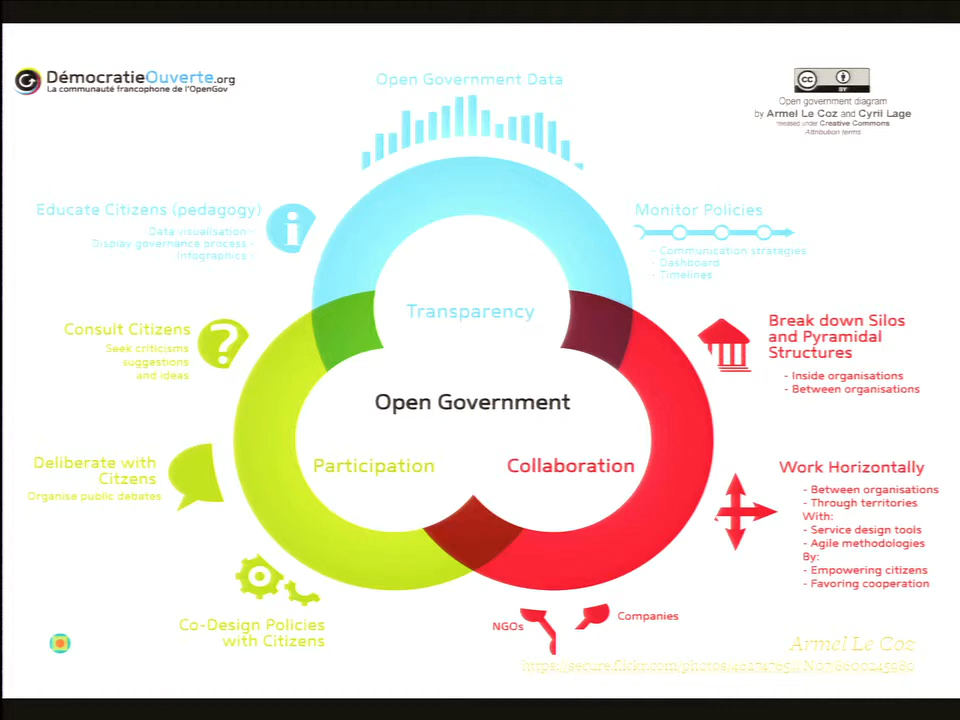 DémocratieOuverte.org
La communauté francophone de l'OpenGov
Open Government Data
CC BY
Open government diagram
by Armel Le Coz and Cyril Lage
released under Creative Commons
Attribution terms
Educate Citizens (pedagogy)
Data visualisation -
Display governance process -
Infographics -
Monitor Policies
- Communication strategies
- Dashboard
- Timelines
Transparency
Consult Citizens
Seek criticisms
suggestions
and ideas
Break down Silos
and Pyramidal
Structures
- Inside organisations
- Between organisations
Open Government
Participation
Collaboration
Deliberate with
Citzens
Organise public debates
Work Horizontally
- Between organisations
- Through territories
With:
- Service design tools
- Agile methodologies
By:
- Empowering citizens
- Favoring cooperation
Co-Design Policies
with Citizens
NGOs
Companies
Armel Le Coz